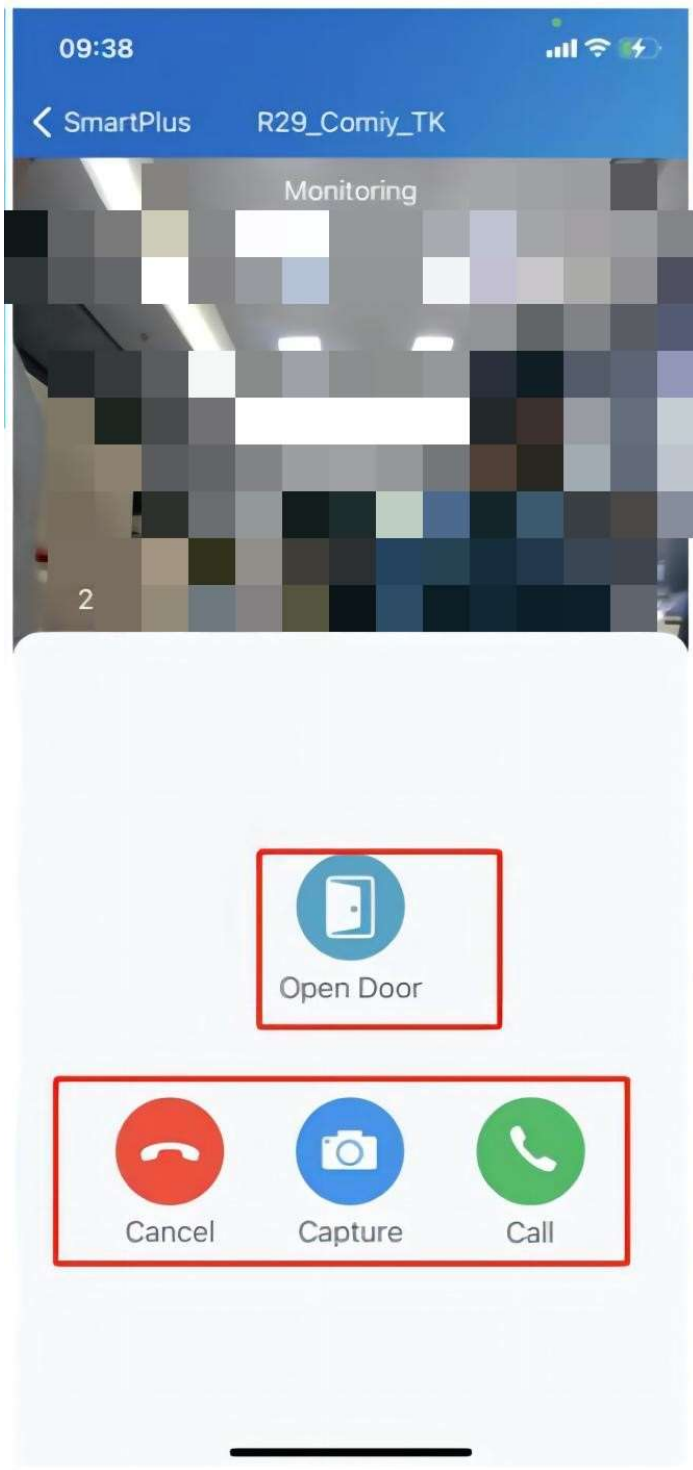 09:38
SmartPlus R29_Comiy_TK
Monitoring
2
Open Door
Cancel Capture Call